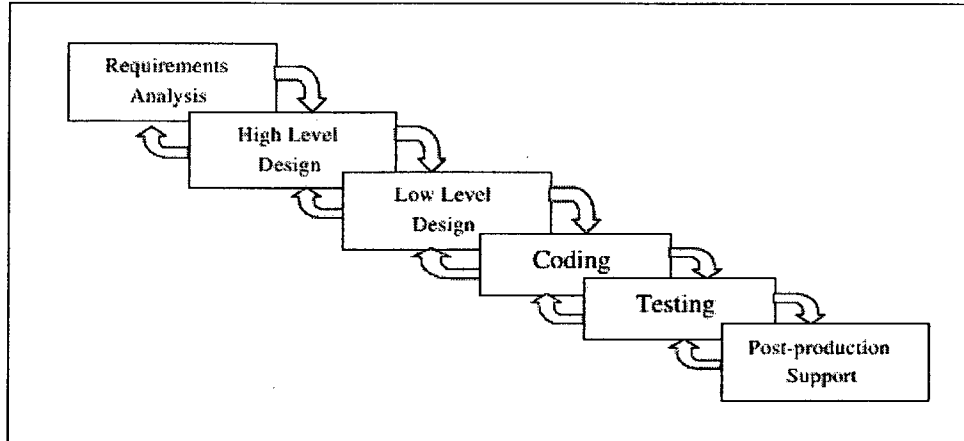 Requirements
Analysis
High Level
Design
Low Level
Design
Coding
Testing
Post-production
Support